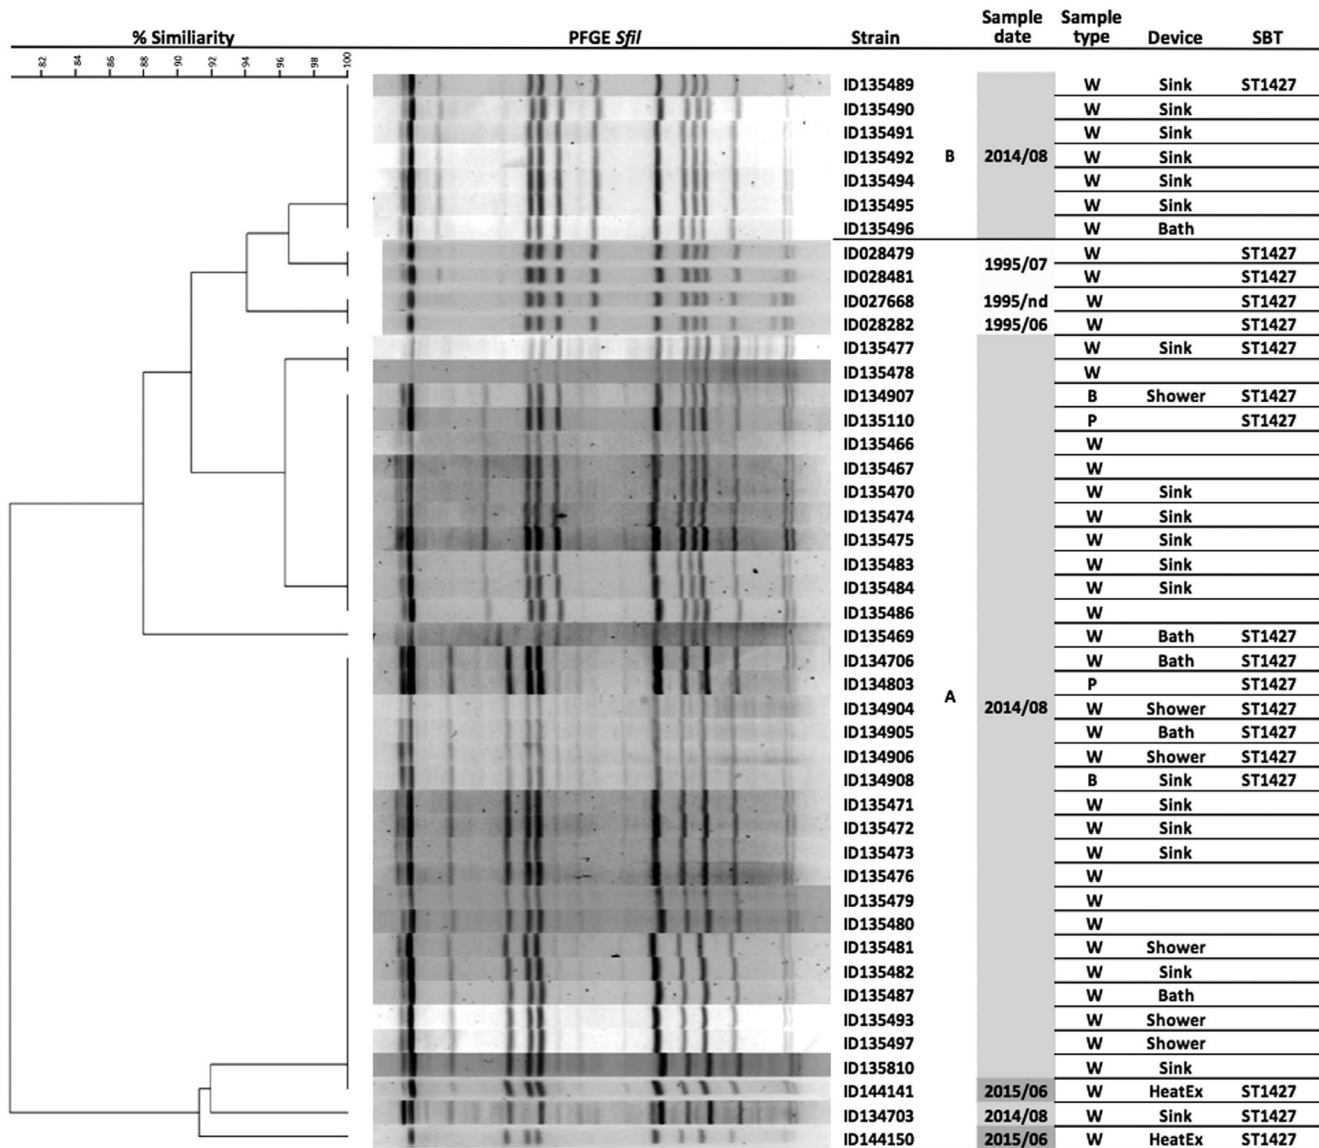 % Similiarity PFGE SfiI Strain Sample date Sample type Device SBT
82 84 86 88 90 92 94 96 98 100
ID135489 W Sink ST1427
ID135490 W Sink
ID135491 W Sink
ID135492 B 2014/08 W Sink
ID135494 W Sink
ID135495 W Sink
ID135496 W Bath
ID028479 W ST1427
1995/07
ID028481 W ST1427
ID027668 1995/nd W ST1427
ID028282 1995/06 W ST1427
ID135477 W Sink ST1427
ID135478 W
ID134907 B Shower ST1427
ID135110 P ST1427
ID135466 W
ID135467 W
ID135470 W Sink
ID135474 W Sink
ID135475 W Sink
ID135483 W Sink
ID135484 W Sink
ID135486 W
ID135469 W Bath ST1427
ID134706 W Bath ST1427
ID134803 P ST1427
ID134904 A 2014/08 W Shower ST1427
ID134905 W Bath ST1427
ID134906 W Shower ST1427
ID134908 B Sink ST1427
ID135471 W Sink
ID135472 W Sink
ID135473 W Sink
ID135476 W
ID135479 W
ID135480 W
ID135481 W Shower
ID135482 W Sink
ID135487 W Bath
ID135493 W Shower
ID135497 W Shower
ID135810 W Sink
ID144141 2015/06 W HeatEx ST1427
ID134703 2014/08 W Sink ST1427
ID144150 2015/06 W HeatEx ST1427